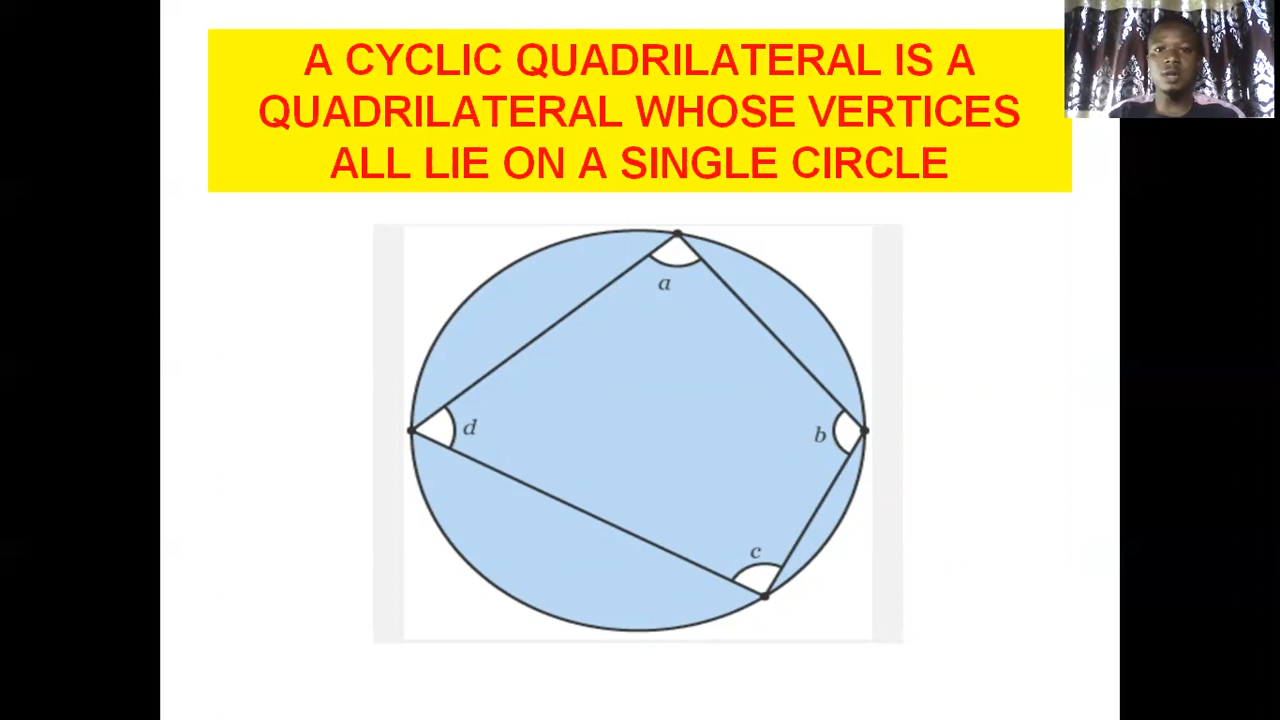 A CYCLIC QUADRILATERAL IS A
QUADRILATERAL WHOSE VERTICES
ALL LIE ON A SINGLE CIRCLE
a
d
b
c